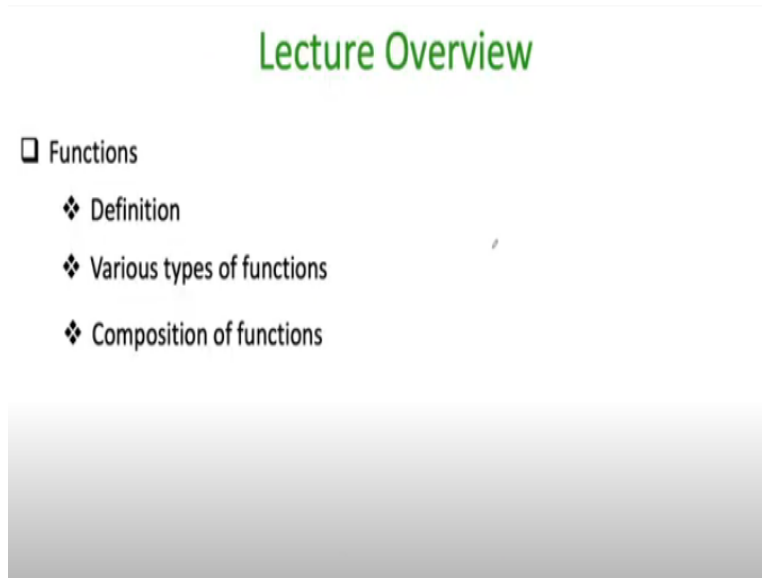 Lecture Overview
Functions
Definition
Various types of functions
Composition of functions